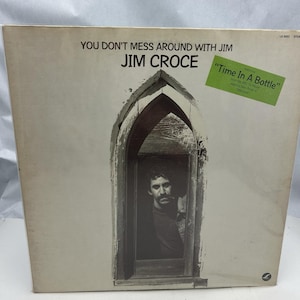 YOU DON'T MESS AROUND WITH JIM
JIM CROCE
"Time In A Bottle"